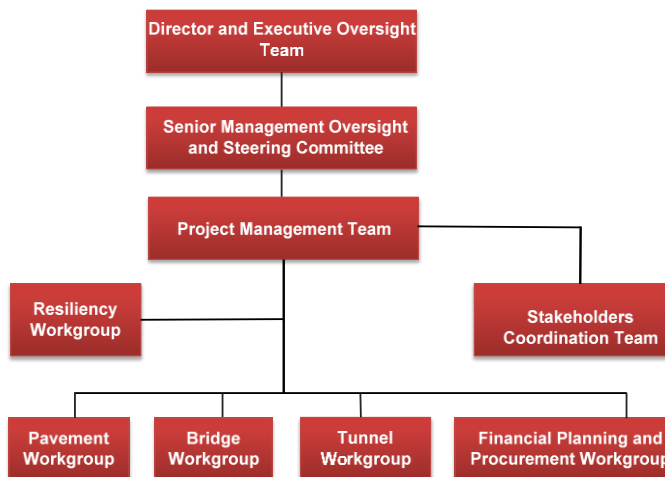 Director and Executive Oversight
Team
Senior Management Oversight
and Steering Committee
Project Management Team
Resiliency
Workgroup
Stakeholders
Coordination Team
Pavement
Workgroup
Bridge
Workgroup
Tunnel
Workgroup
Financial Planning and
Procurement Workgroup